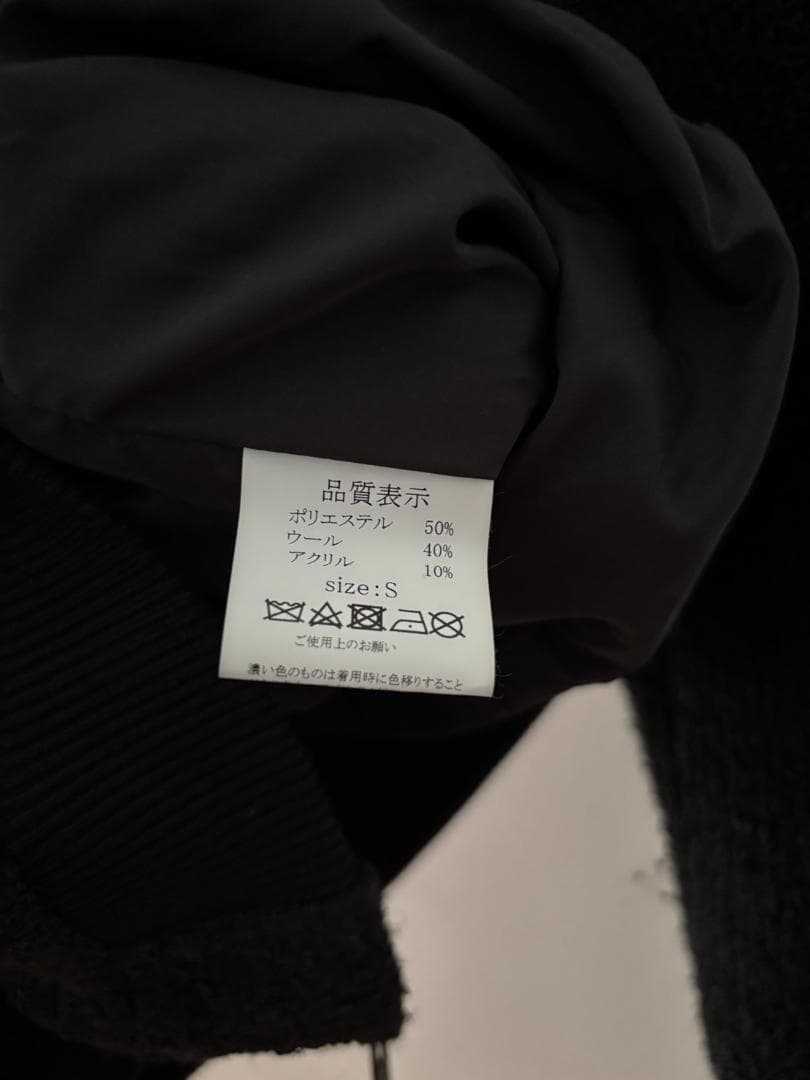 品質表示
ポリエステル 50%
ウール 40%
アクリル 10%
size:S
ご使用上のお願い
濃い色のものは着用時に色移りすること